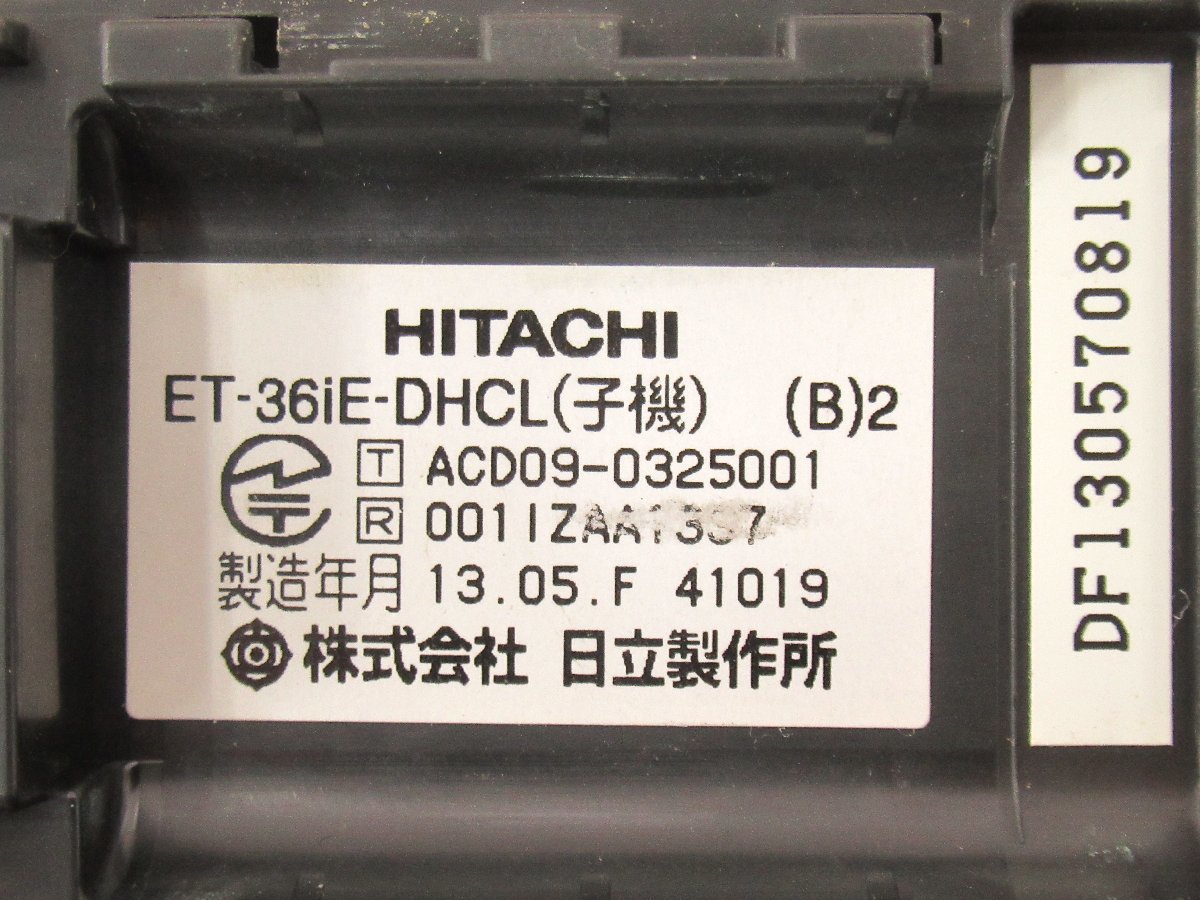 HITACHI
ET-36iE-DHCL(子機) (B)2
T ACD09-0325001
R
製造年月 13.05.F 41019
株式会社 日立製作所
DF130570819